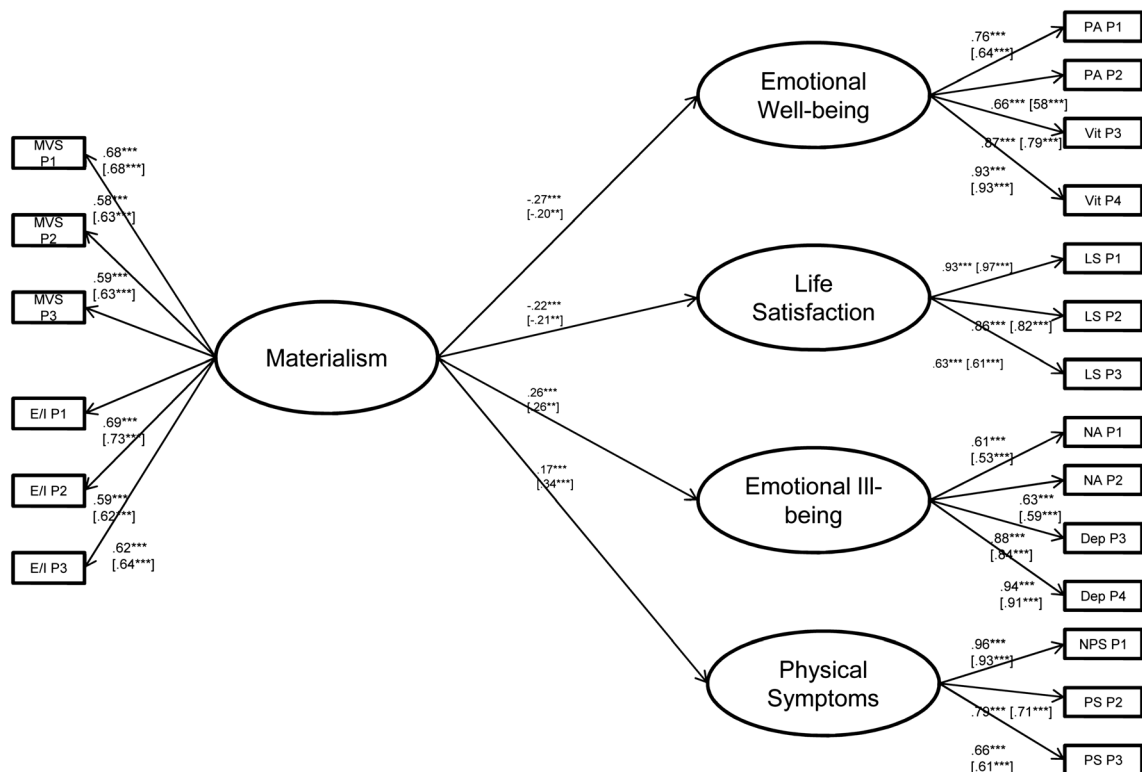 MVS
P1
.68***
[.68***]
MVS
P2
.58***
[.63***]
MVS
P3
.59***
[.63***]
E/I P1
.69***
[.73***]
E/I P2
.59***
[.62***]
E/I P3
.62***
[.64***]
Materialism
-.27***
[-.20**]
-.22***
[-.21**]
.26***
[.26**]
.17***
[.34***]
Emotional
Well-being
.76***
[.64***]
.66*** [58***]
.87*** [.79***]
.93***
[.93***]
PA P1
PA P2
Vit P3
Vit P4
Life
Satisfaction
.93*** [.97***]
.86*** [.82***]
.63*** [.61***]
LS P1
LS P2
LS P3
Emotional Ill-
being
.61***
[.53***]
.63***
[.59***]
.88***
[.84***]
.94***
[.91***]
NA P1
NA P2
Dep P3
Dep P4
Physical
Symptoms
.96***
[.93***]
.79*** [.71***]
.66***
[.61***]
NPS P1
PS P2
PS P3